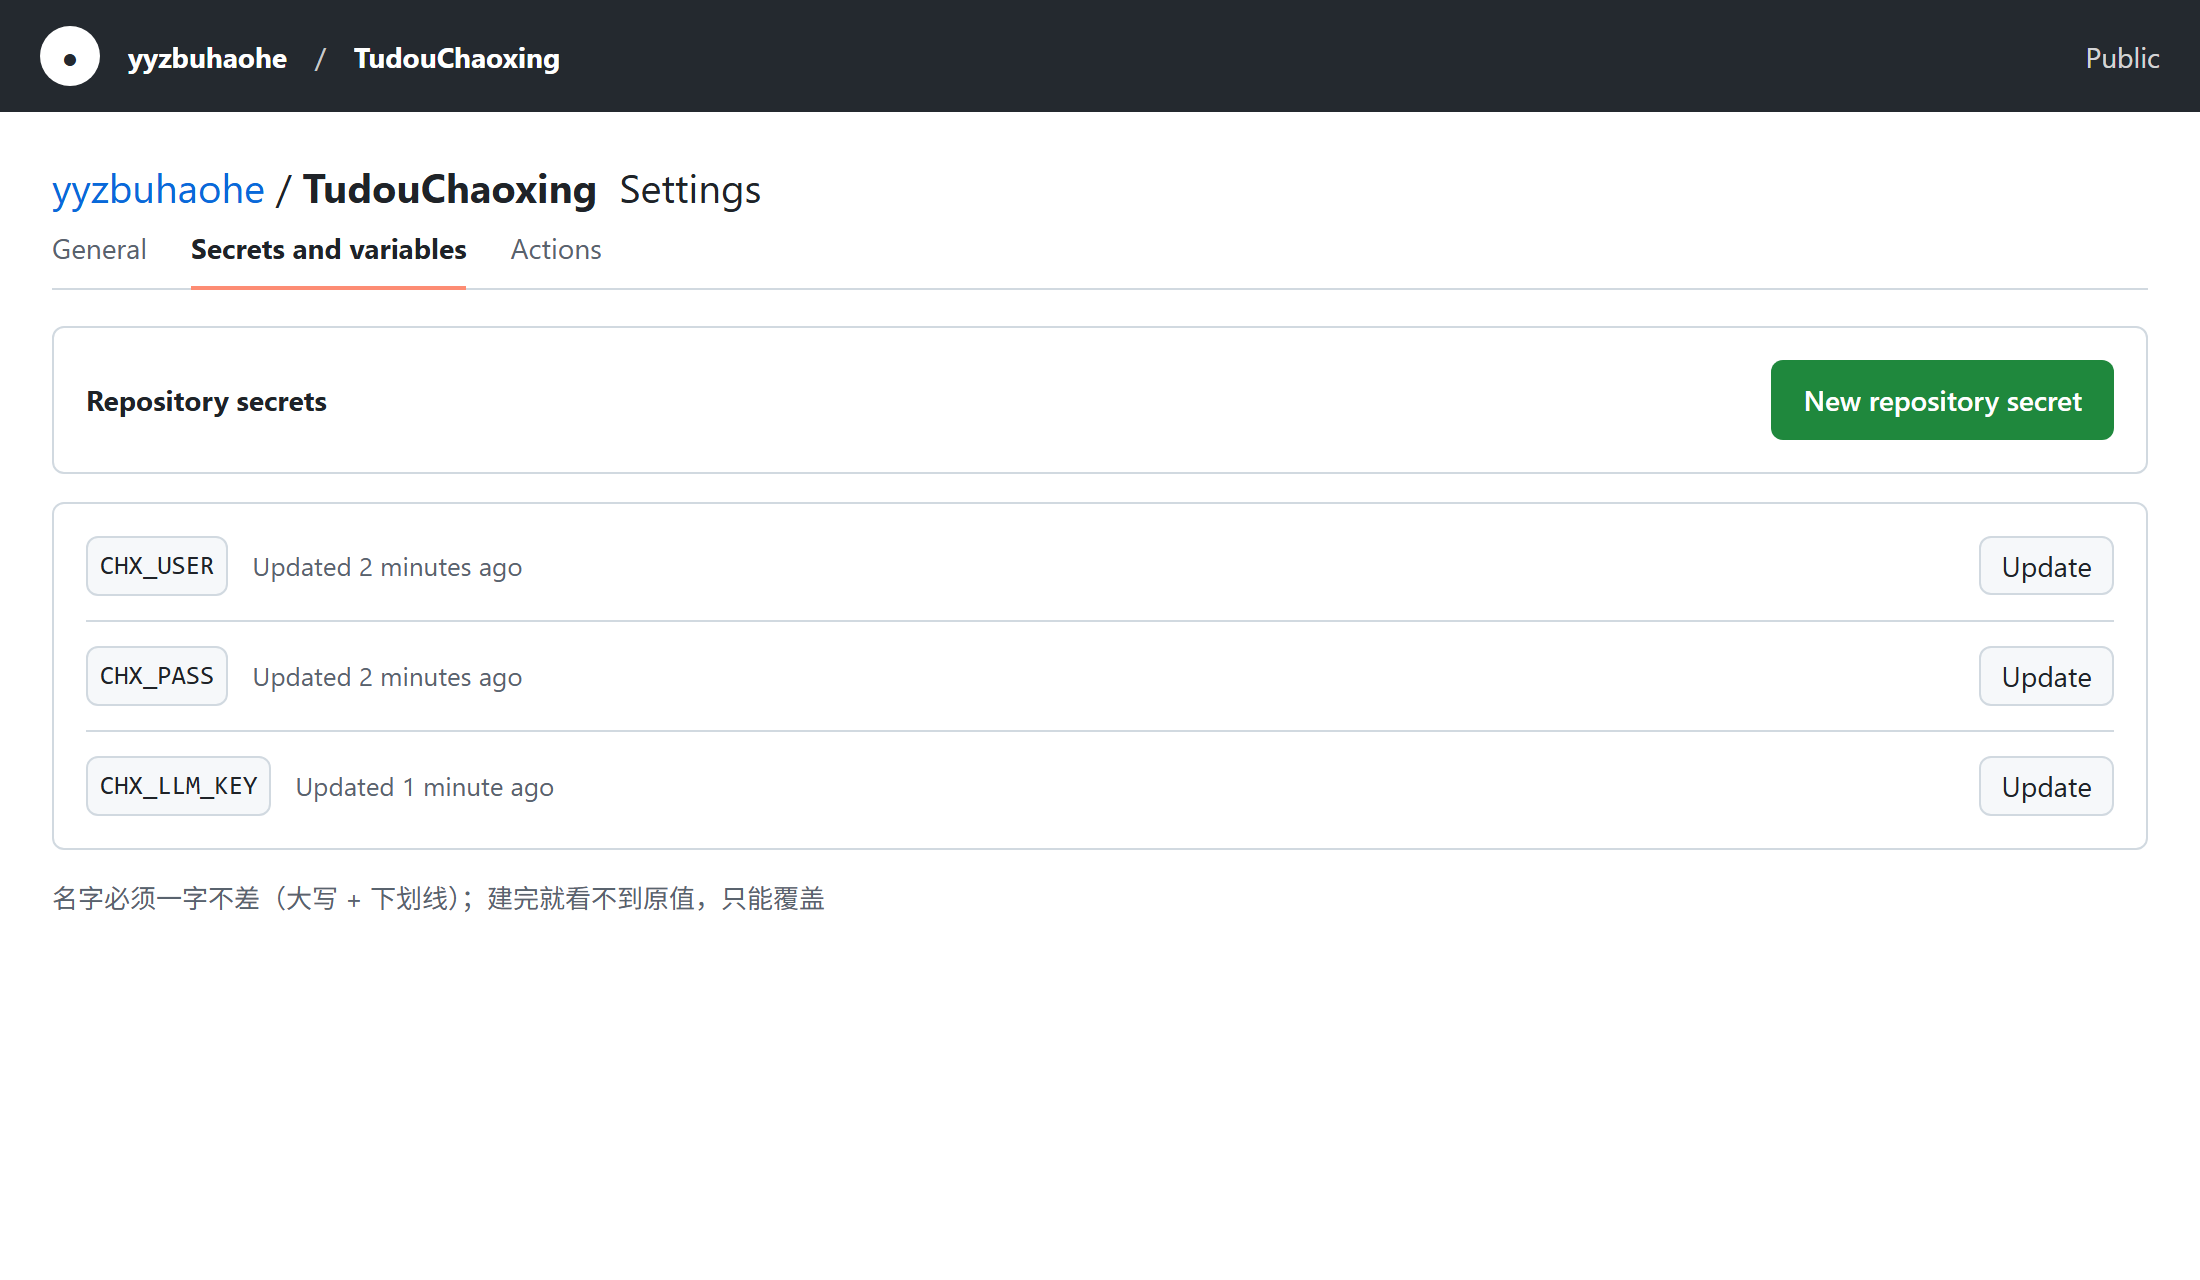 yyzbuhaohe / TudouChaoxing Public
yyzbuhaohe / TudouChaoxing Settings
General Secrets and variables Actions
Repository secrets New repository secret
CHX_USER Updated 2 minutes ago Update
CHX_PASS Updated 2 minutes ago Update
CHX_LLM_KEY Updated 1 minute ago Update
名字必须一字不差（大写 + 下划线）；建完就看不到原值，只能覆盖